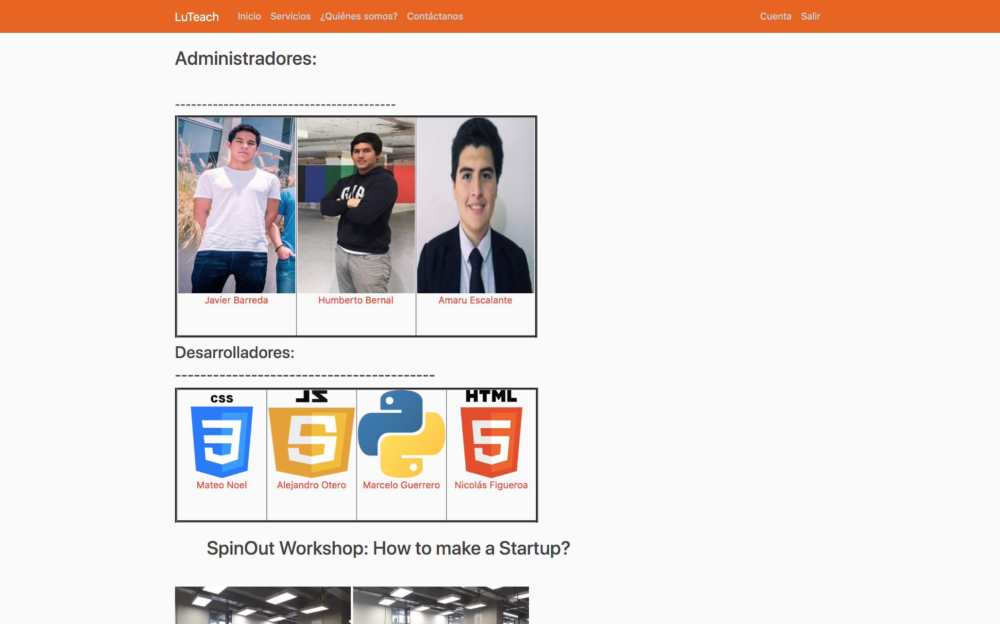 LuTeach Inicio Servicios ¿Quiénes somos? Contáctanos Cuenta Salir
Administradores:
-----------------------------------------
GAP
Javier Barreda Humberto Bernal Amaru Escalante
Desarrolladores:
-----------------------------------------
CSS JS HTML
3 5 5
Mateo Noel Alejandro Otero Marcelo Guerrero Nicolás Figueroa
SpinOut Workshop: How to make a Startup?